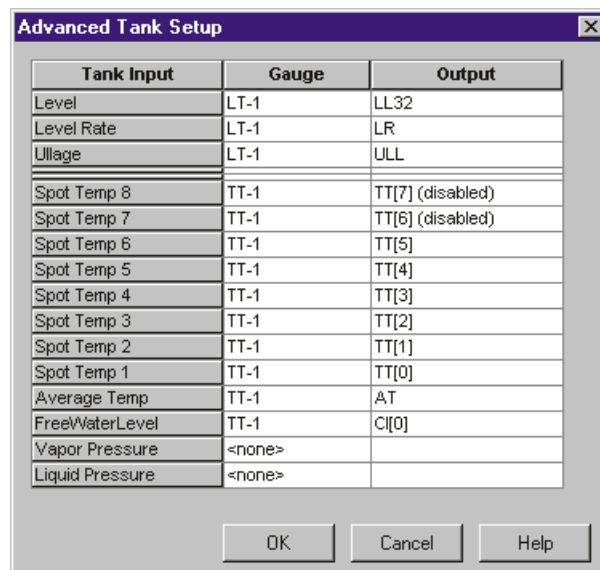 Advanced Tank Setup
Tank Input Gauge Output
Level LT-1 LL32
Level Rate LT-1 LR
Ullage LT-1 ULL
Spot Temp 8 TT-1 TT[7] (disabled)
Spot Temp 7 TT-1 TT[6] (disabled)
Spot Temp 6 TT-1 TT[5]
Spot Temp 5 TT-1 TT[4]
Spot Temp 4 TT-1 TT[3]
Spot Temp 3 TT-1 TT[2]
Spot Temp 2 TT-1 TT[1]
Spot Temp 1 TT-1 TT[0]
Average Temp TT-1 AT
FreeWaterLevel TT-1 CI[0]
Vapor Pressure <none>
Liquid Pressure <none>
OK Cancel Help